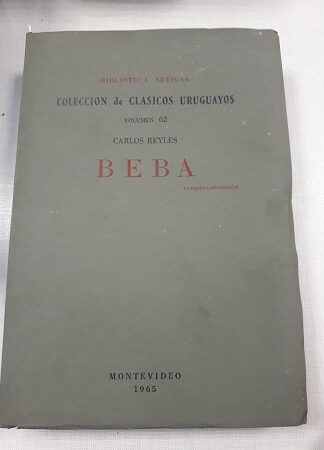 BIBLIOTECA ARTIGAS
COLECCION de CLASICOS URUGUAYOS
VOLUMEN 62
CARLOS REYLES
BEBA
MONTEVIDEO
1965